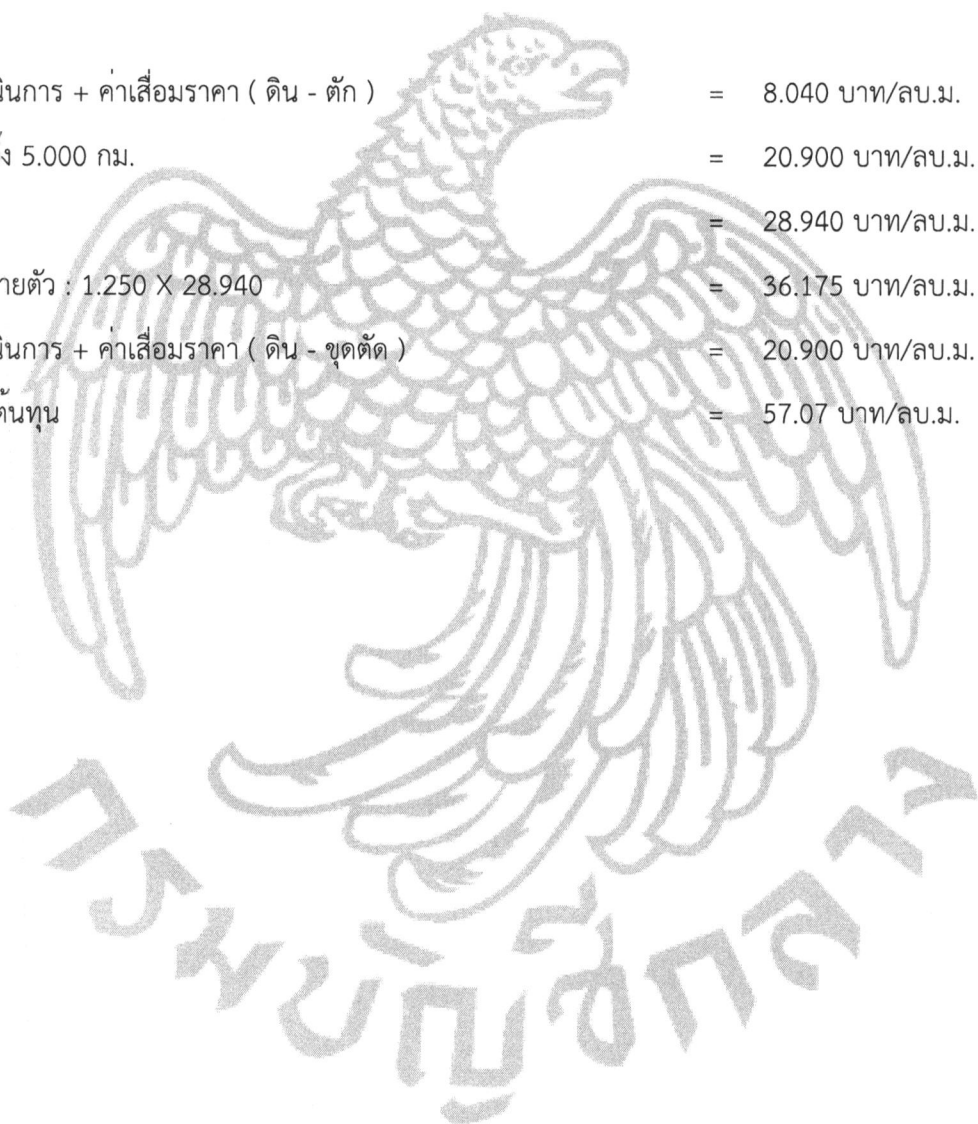 นินการ + ค่าเสื่อมราคา ( ดิน - ตัก ) = 8.040 บาท/ลบ.ม.
ง 5.000 กม. = 20.900 บาท/ลบ.ม.
= 28.940 บาท/ลบ.ม.
ายตัว : 1.250 X 28.940 = 36.175 บาท/ลบ.ม.
นินการ + ค่าเสื่อมราคา ( ดิน - ขุดตัด ) = 20.900 บาท/ลบ.ม.
ต้นทุน = 57.07 บาท/ลบ.ม.
กรมบัญชีกลาง